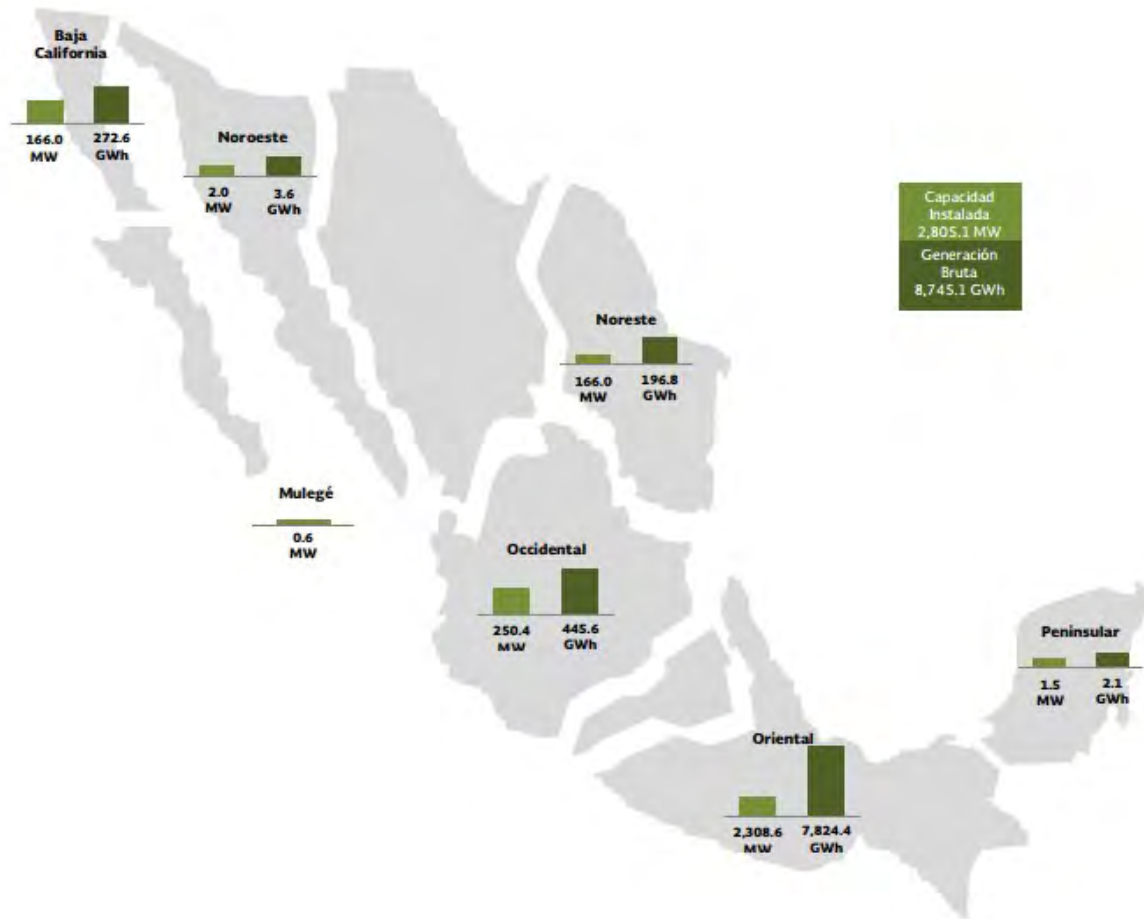 Baja
California
166.0
MW
272.6
GWh
Noroeste
2.0
MW
3.6
GWh
Capacidad
Instalada
2,805.1 MW
Generación
Bruta
8,745.1 GWh
Noreste
166.0
MW
196.8
GWh
Mulegé
0.6
MW
Occidental
250.4
MW
445.6
GWh
Peninsular
1.5
MW
2.1
GWh
Oriental
2,308.6
MW
7,824.4
GWh